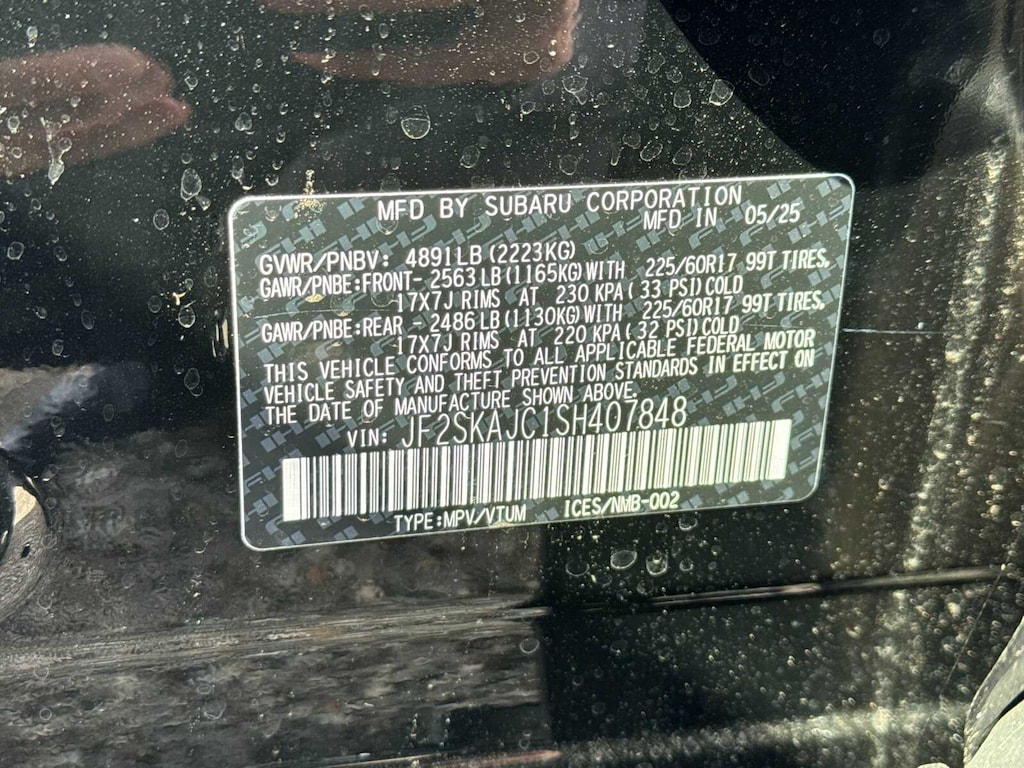 MFD BY SUBARU CORPORATION
MFD IN 05/25
GVWR/PNBV: 4891LB(2223KG)
GAWR/PNBE:FRONT- 2563LB(1165KG)WITH 225/60R17 99T TIRES,
17X7J RIMS AT 230 KPA( 33 PSI)COLD
GAWR/PNBE:REAR - 2486LB(1130KG)WITH 225/60R17 99T TIRES,
17X7J RIMS AT 220 KPA( 32 PSI)COLD
THIS VEHICLE CONFORMS TO ALL APPLICABLE FEDERAL MOTOR
VEHICLE SAFETY AND THEFT PREVENTION STANDARDS IN EFFECT ON
THE DATE OF MANUFACTURE SHOWN ABOVE.
VIN: JF2SKAJC1SH407848
TYPE:MPV/VTUM ICES/NMB-002